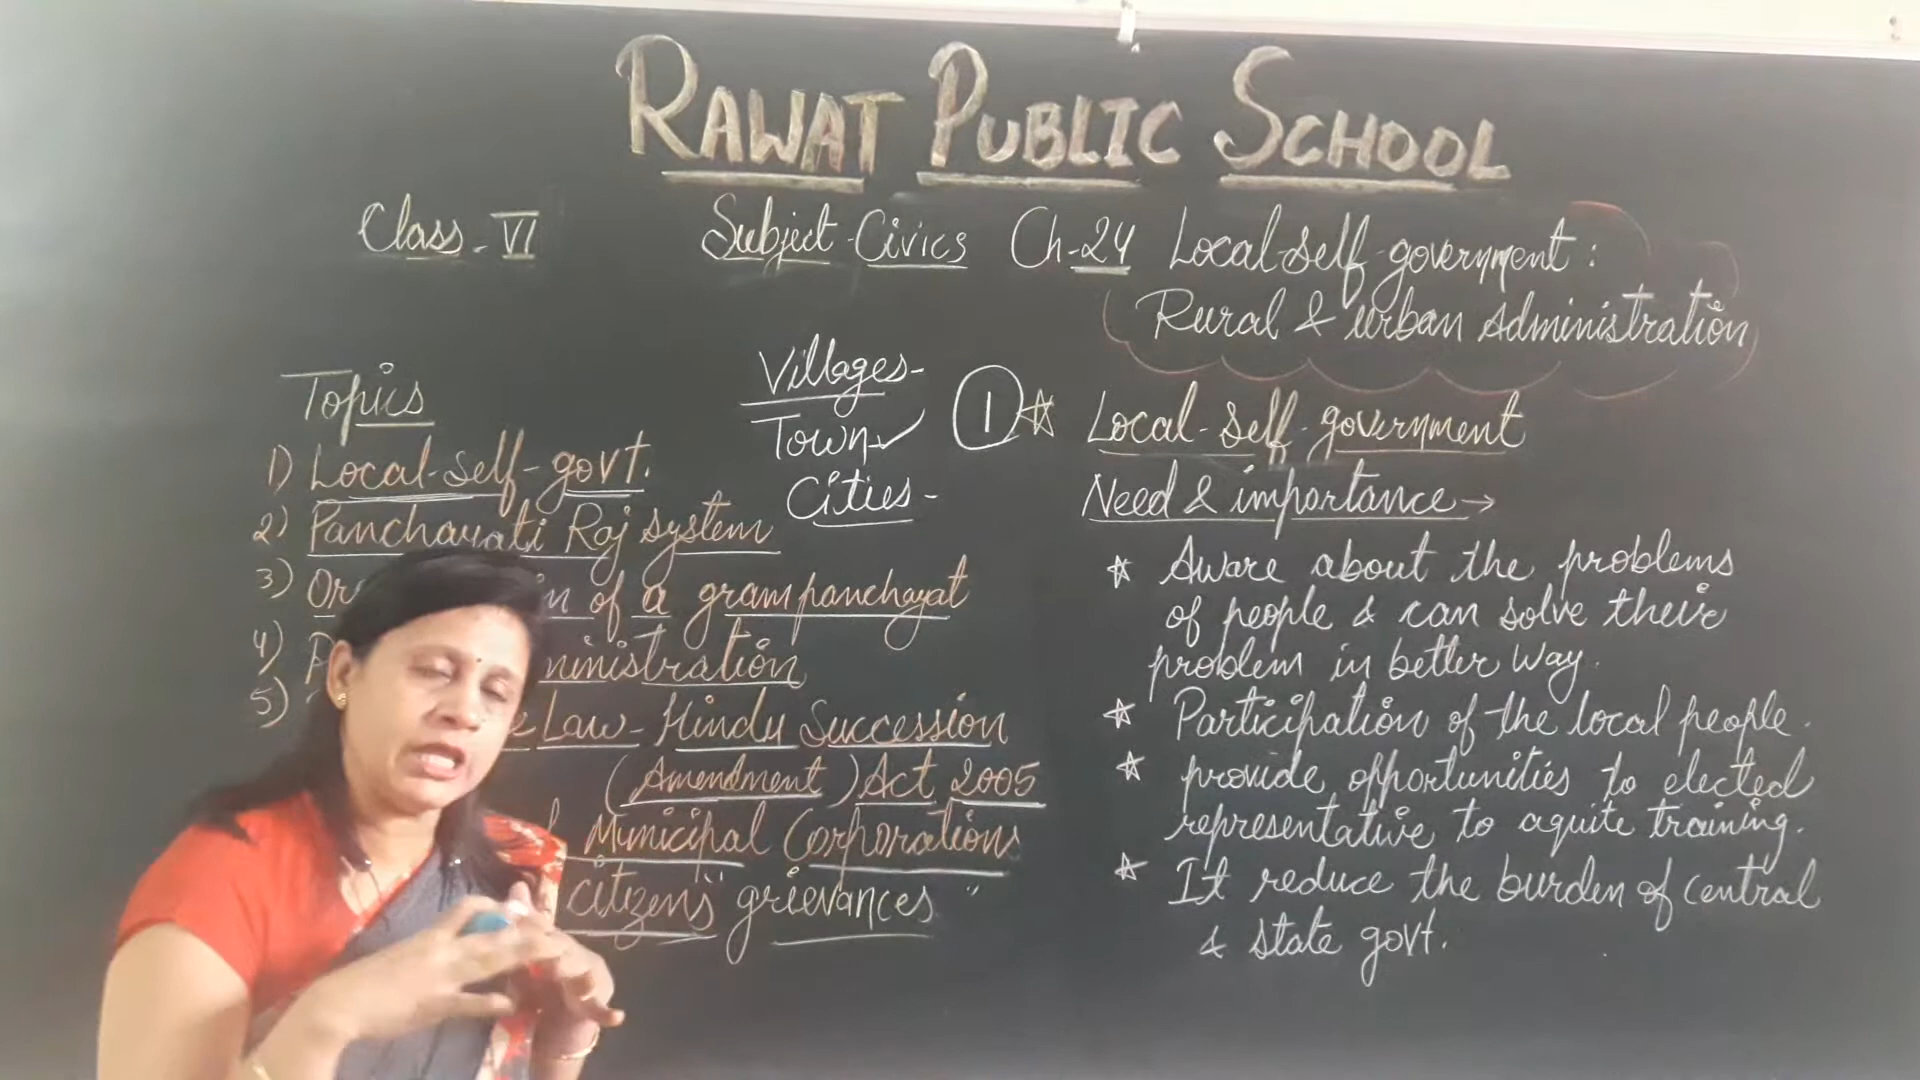 RAWAT PUBLIC SCHOOL
Class - VI
Subject - Civics Ch-24 Local-self-government :
Rural & urban administration
Topics
1) Local-self-govt.
2) Panchayati Raj system
3) of a gram panchayat
4)
5) Law - Hindu Succession
(Amendment) Act 2005
Municipal Corporations
citizens' grievances "
Villages -
Town ✓
Cities -
1 ☆ Local-self-government
Need & importance →
☆ Aware about the problems
of people & can solve their
problem in better way.
☆ Participation of the local people.
☆ provide opportunities to elected
representative to aquite training.
☆ It reduce the burden of central
& state govt.